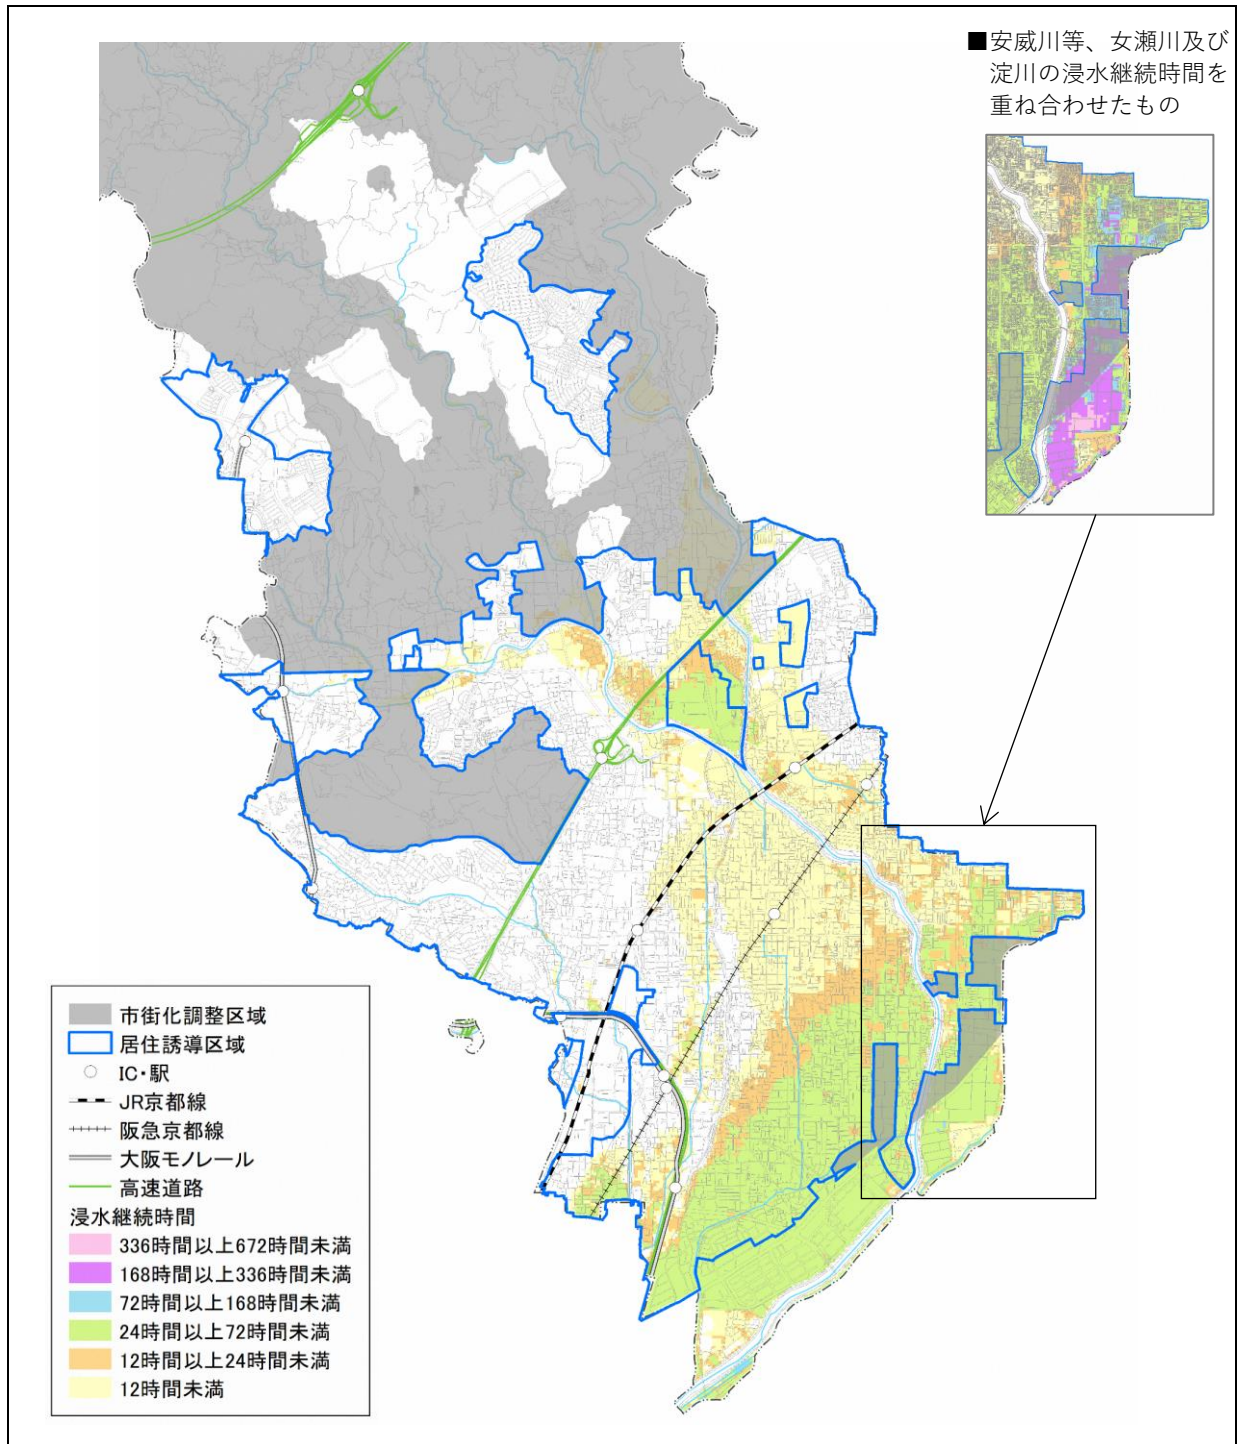 ■安威川等、女瀬川及び
淀川の浸水継続時間を
重ね合わせたもの
市街化調整区域
居住誘導区域
IC・駅
JR京都線
阪急京都線
大阪モノレール
高速道路
浸水継続時間
336時間以上672時間未満
168時間以上336時間未満
72時間以上168時間未満
24時間以上72時間未満
12時間以上24時間未満
12時間未満